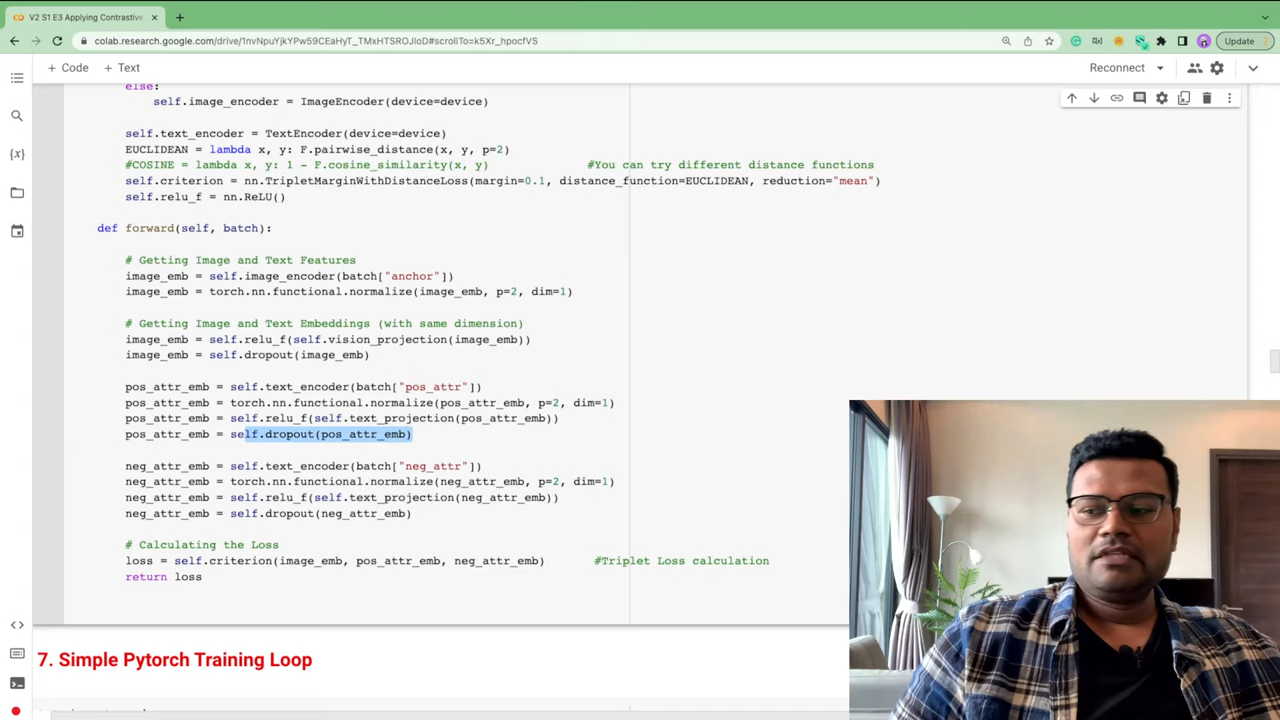 V2 S1 E3 Applying Contrastive
colab.research.google.com/drive/1nvNpuYjkYPw59CEaHyT_TMxHTSROJIoD#scrollTo=k5Xr_hpocfVS
Update
+ Code + Text
Reconnect
else:
self.image_encoder = ImageEncoder(device=device)
self.text_encoder = TextEncoder(device=device)
EUCLIDEAN = lambda x, y: F.pairwise_distance(x, y, p=2)
#COSINE = lambda x, y: 1 - F.cosine_similarity(x, y) #You can try different distance functions
self.criterion = nn.TripletMarginWithDistanceLoss(margin=0.1, distance_function=EUCLIDEAN, reduction="mean")
self.relu_f = nn.ReLU()
def forward(self, batch):
# Getting Image and Text Features
image_emb = self.image_encoder(batch["anchor"])
image_emb = torch.nn.functional.normalize(image_emb, p=2, dim=1)
# Getting Image and Text Embeddings (with same dimension)
image_emb = self.relu_f(self.vision_projection(image_emb))
image_emb = self.dropout(image_emb)
pos_attr_emb = self.text_encoder(batch["pos_attr"])
pos_attr_emb = torch.nn.functional.normalize(pos_attr_emb, p=2, dim=1)
pos_attr_emb = self.relu_f(self.text_projection(pos_attr_emb))
pos_attr_emb = self.dropout(pos_attr_emb)
neg_attr_emb = self.text_encoder(batch["neg_attr"])
neg_attr_emb = torch.nn.functional.normalize(neg_attr_emb, p=2, dim=1)
neg_attr_emb = self.relu_f(self.text_projection(neg_attr_emb))
neg_attr_emb = self.dropout(neg_attr_emb)
# Calculating the Loss
loss = self.criterion(image_emb, pos_attr_emb, neg_attr_emb) #Triplet Loss calculation
return loss
7. Simple Pytorch Training Loop